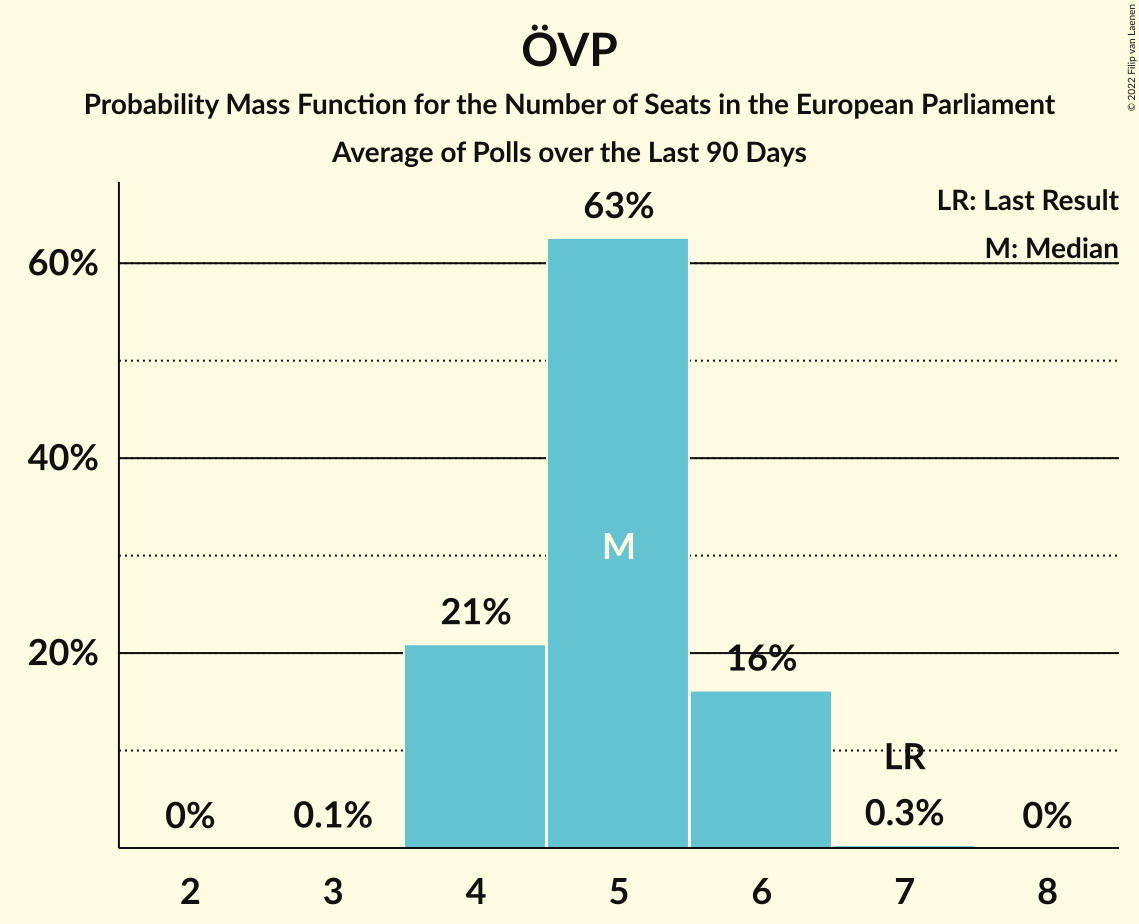 ÖVP
Probability Mass Function for the Number of Seats in the European Parliament
Average of Polls over the Last 90 Days
© 2022 Filip van Laenen
LR: Last Result
M: Median
63%
60%
40%
M
21%
20%
16%
LR
0%
0.1%
0.3%
0%
2 3 4 5 6 7 8